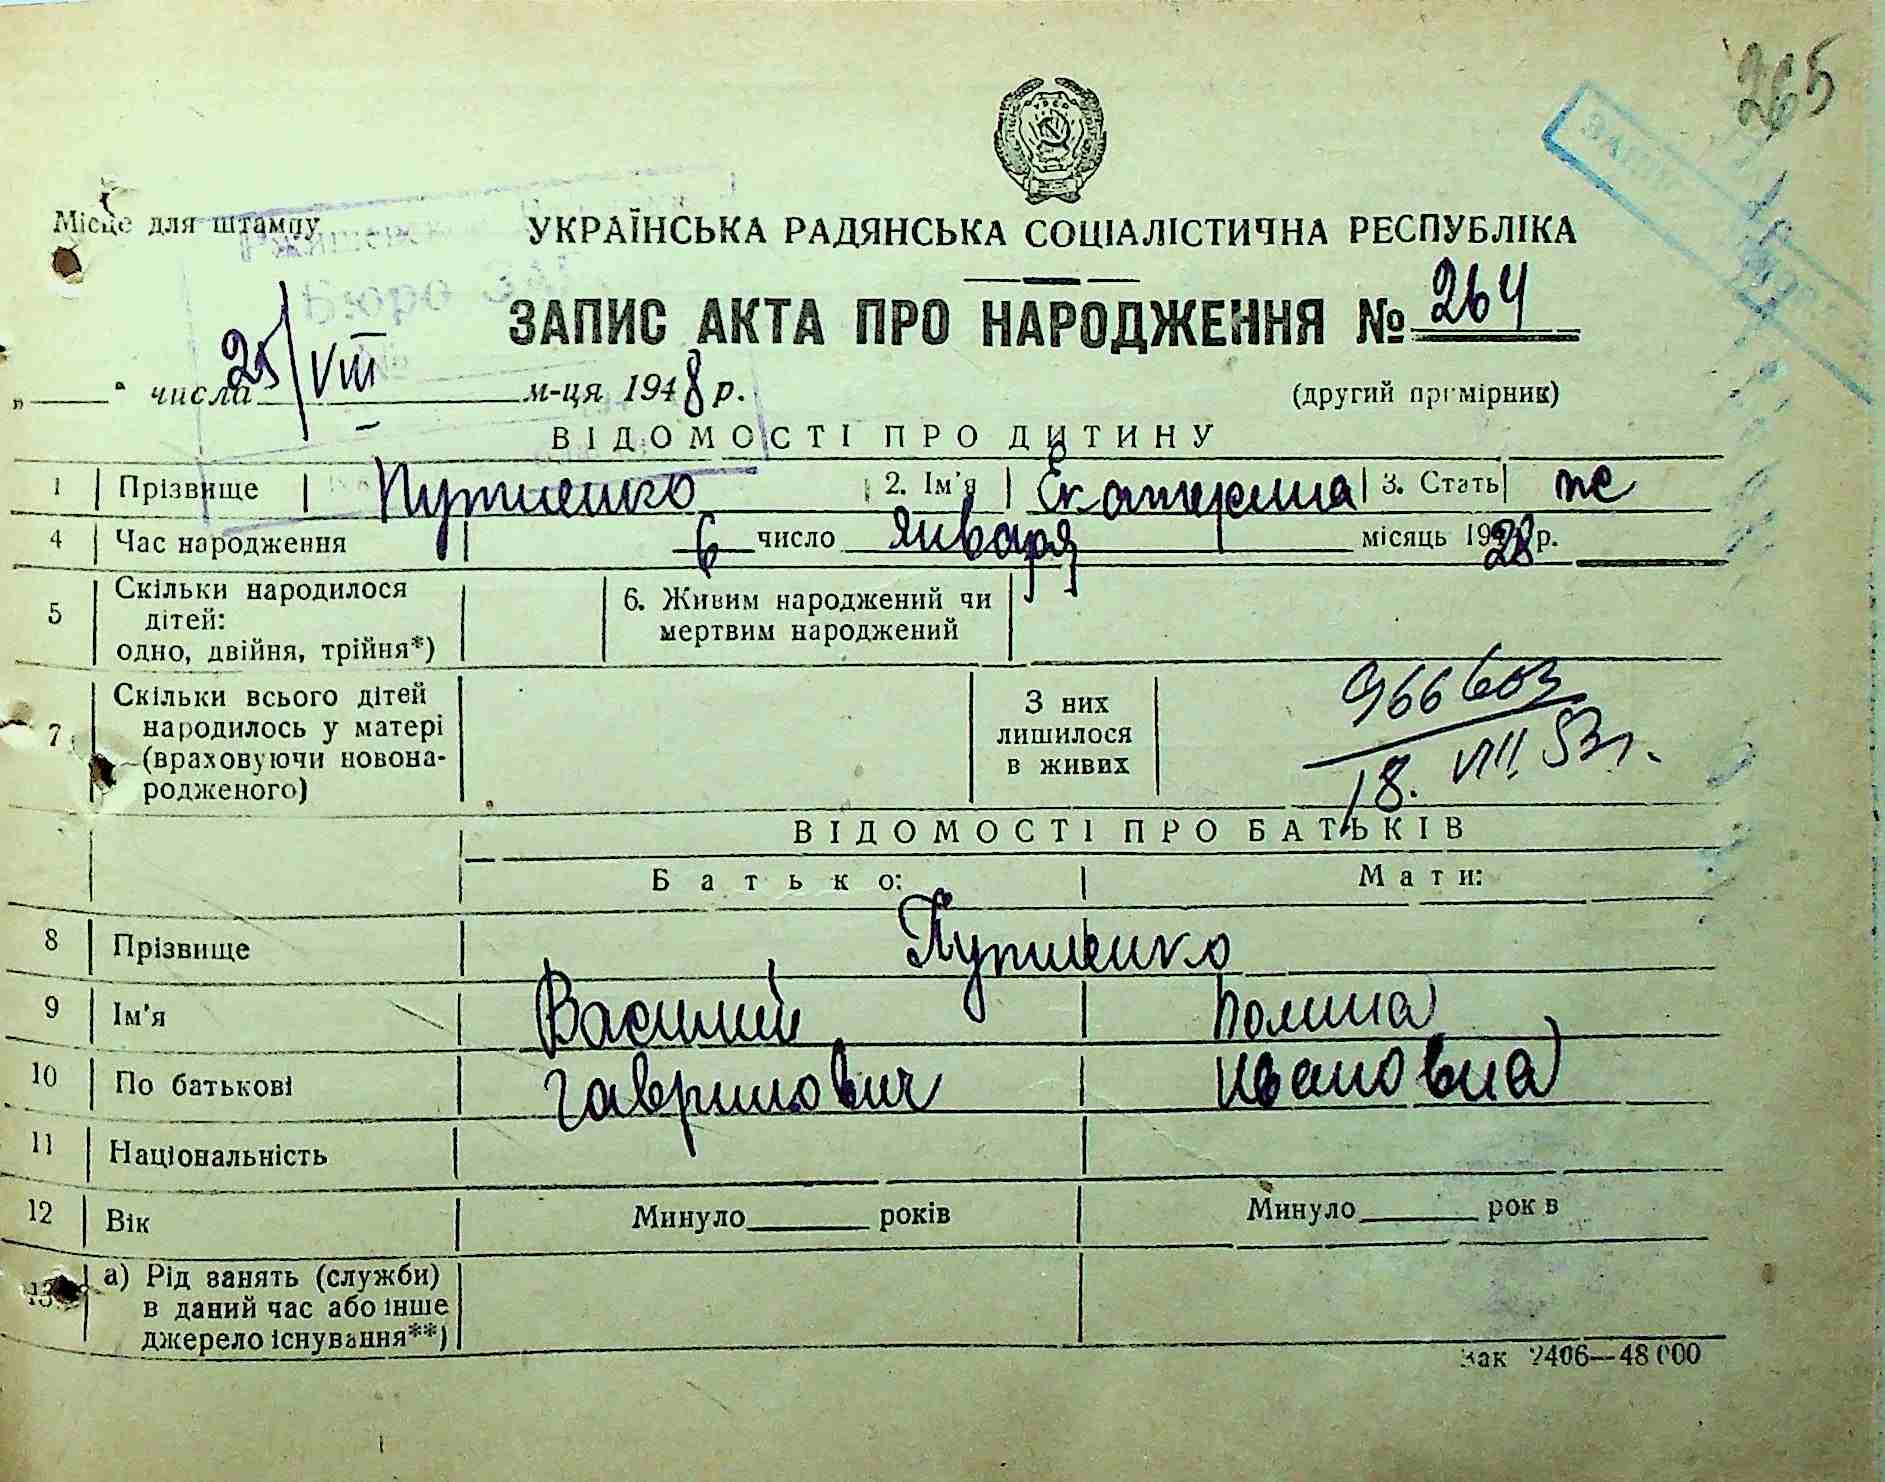 265
УРСР
Місце для штампу
Бюро ЗАГ
УКРАЇНСЬКА РАДЯНСЬКА СОЦІАЛІСТИЧНА РЕСПУБЛІКА
ЗАПИС АКТА ПРО НАРОДЖЕННЯ № 264
„ “ числа 25/VIII м-ця 1948 р.
(другий примірник)
ВІДОМОСТІ ПРО ДИТИНУ
1 Прізвище 2. Ім'я Екатерина 3. Стать ж
4 Час народження 6 число января місяць 1928 р.
5 Скільки народилося дітей: одно, двійня, трійня*) 6. Живим народжений чи мертвим народжений
7 Скільки всього дітей народилось у матері (враховуючи новонародженого) З них лишилося в живих
966603
18. VIII 53 г.
ВІДОМОСТІ ПРО БАТЬКІВ
Батько: Мати:
8 Прізвище
9 Ім'я Василий Полина
10 По батькові Гаврилович Ивановна
11 Національність
12 Вік Минуло років Минуло рок в
13 а) Рід занять (служби) в даний час або інше джерело існування**)
Зак 2406—48 000